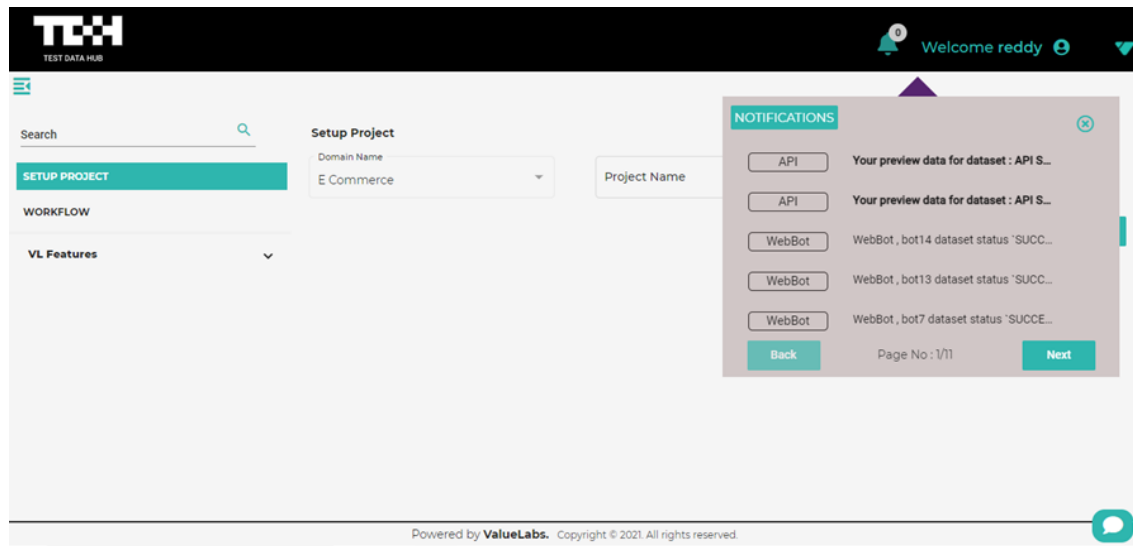 TDH
TEST DATA HUB
0
Welcome reddy
Search
SETUP PROJECT
WORKFLOW
VL Features
Setup Project
Domain Name
E Commerce
Project Name
NOTIFICATIONS
API Your preview data for dataset : API S...
API Your preview data for dataset : API S...
WebBot WebBot , bot14 dataset status `SUCC...
WebBot WebBot , bot13 dataset status `SUCC...
WebBot WebBot , bot7 dataset status `SUCCE...
Back Page No : 1/11 Next
Powered by ValueLabs. Copyright © 2021. All rights reserved.